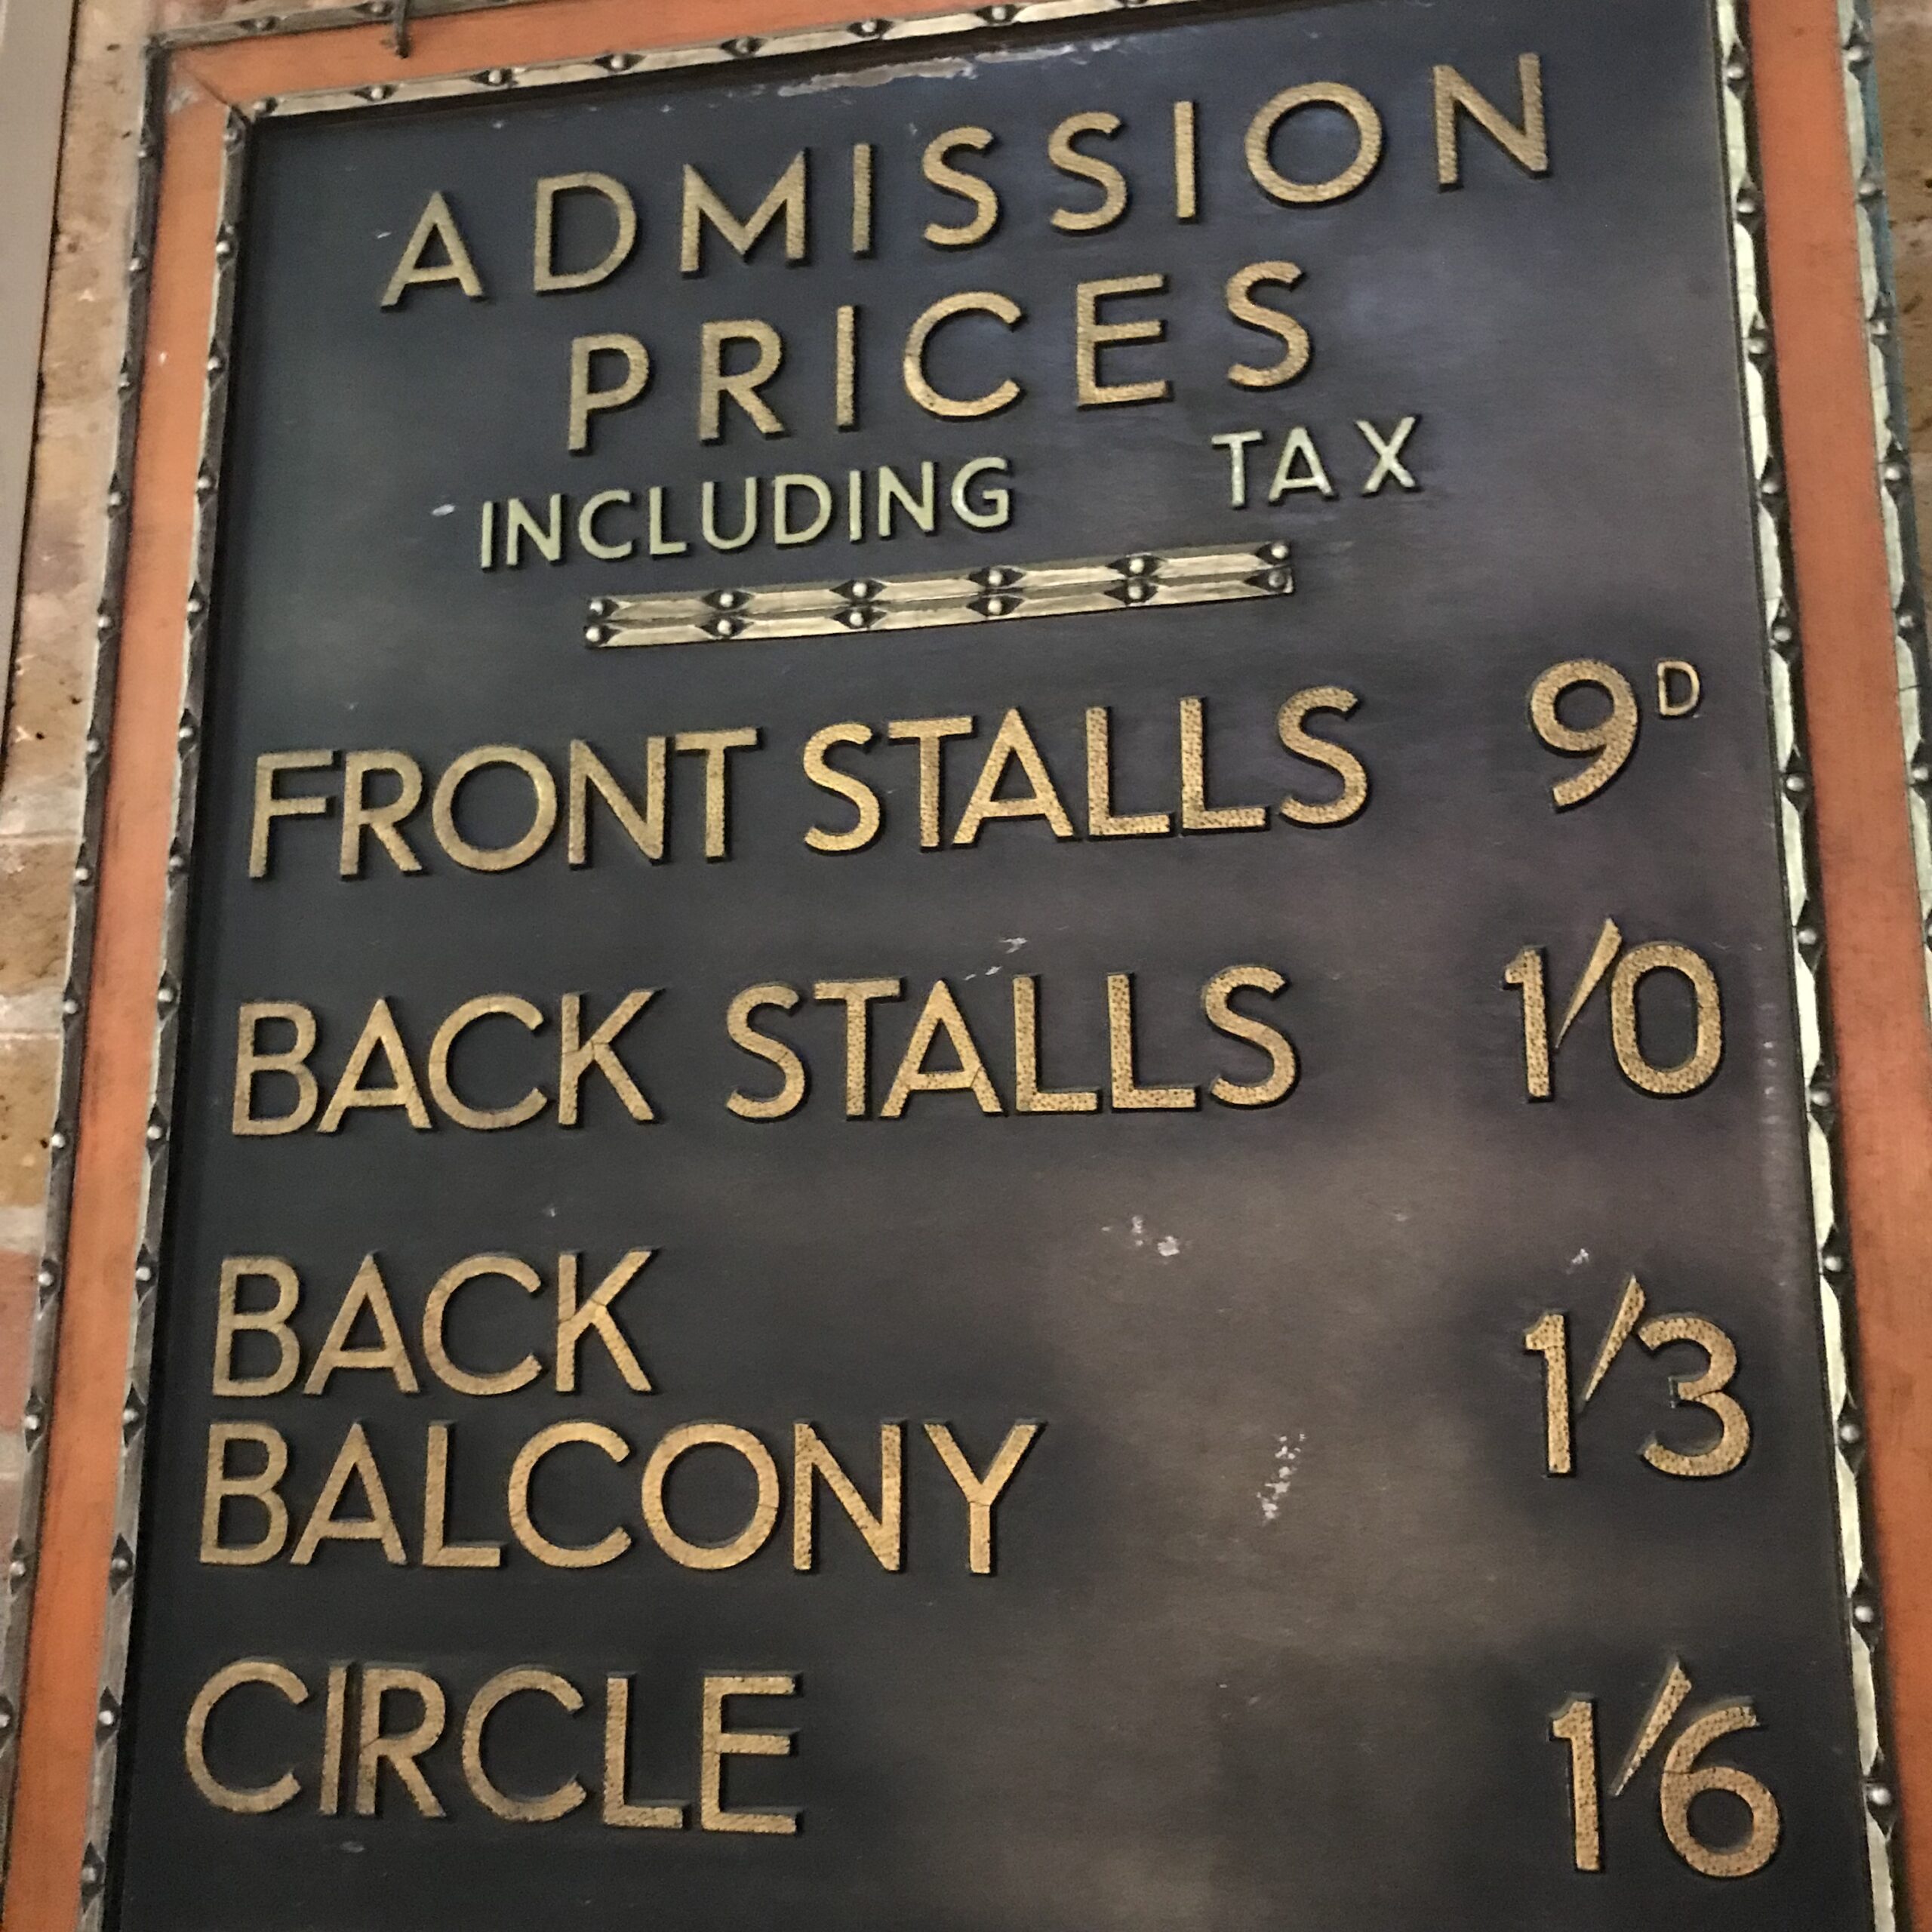 ADMISSION
PRICES
INCLUDING TAX
FRONT STALLS 9D
BACK STALLS 1/0
BACK
BALCONY 1/3
CIRCLE 1/6